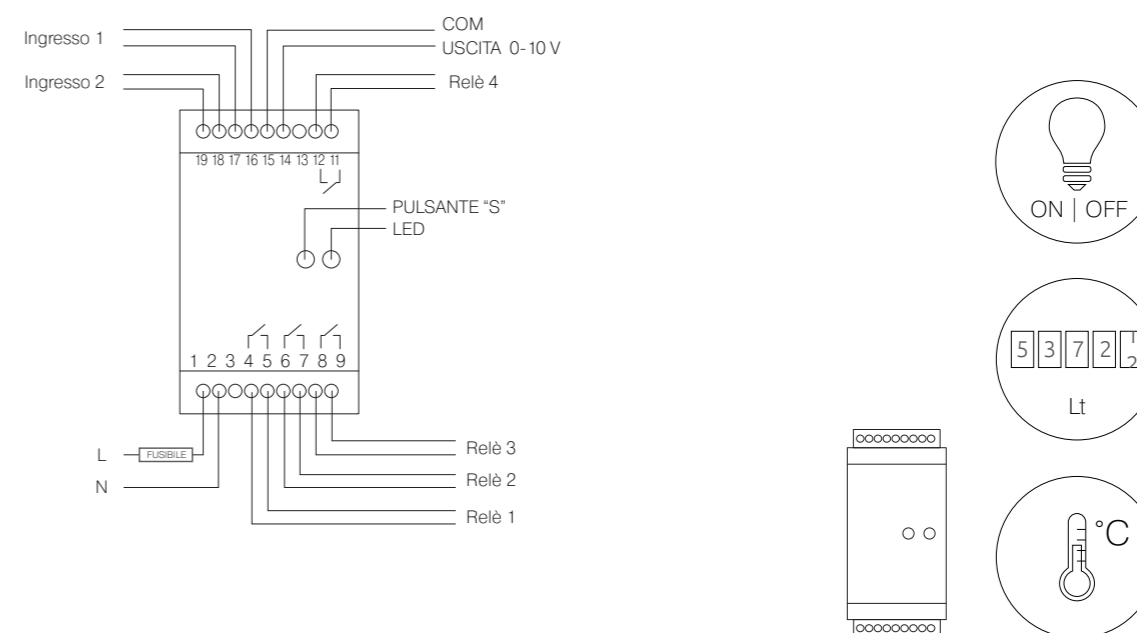 COM
Ingresso 1
USCITA 0-10 V
Ingresso 2
Relè 4
19 18 17 16 15 14 13 12 11
PULSANTE “S”
LED
1 2 3 4 5 6 7 8 9
L
FUSIBILE
N
Relè 3
Relè 2
Relè 1
ON | OFF
5 3 7 2
Lt
°C